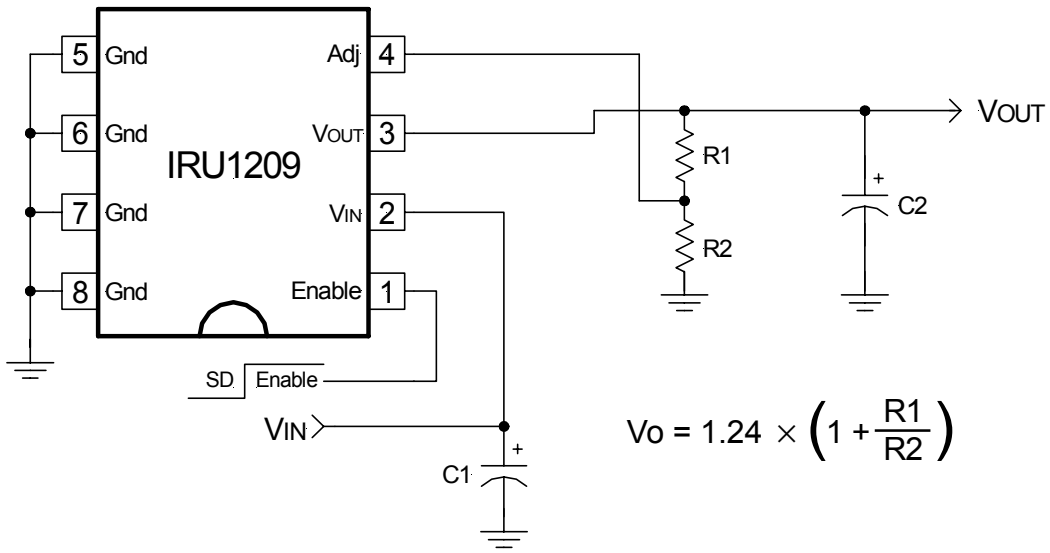 5 Gnd
Adj 4
VOUT
6 Gnd
VOUT 3
R1
IRU1209
7 Gnd
VIN 2
+
C2
R2
8 Gnd
Enable 1
SD Enable
VIN
+
C1
Vo = 1.24 × (1 + R1/R2)